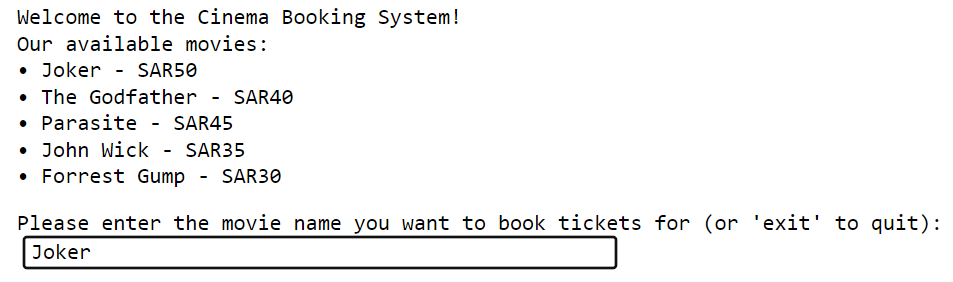 Welcome to the Cinema Booking System!
Our available movies:
• Joker - SAR50
• The Godfather - SAR40
• Parasite - SAR45
• John Wick - SAR35
• Forrest Gump - SAR30
Please enter the movie name you want to book tickets for (or 'exit' to quit):
Joker